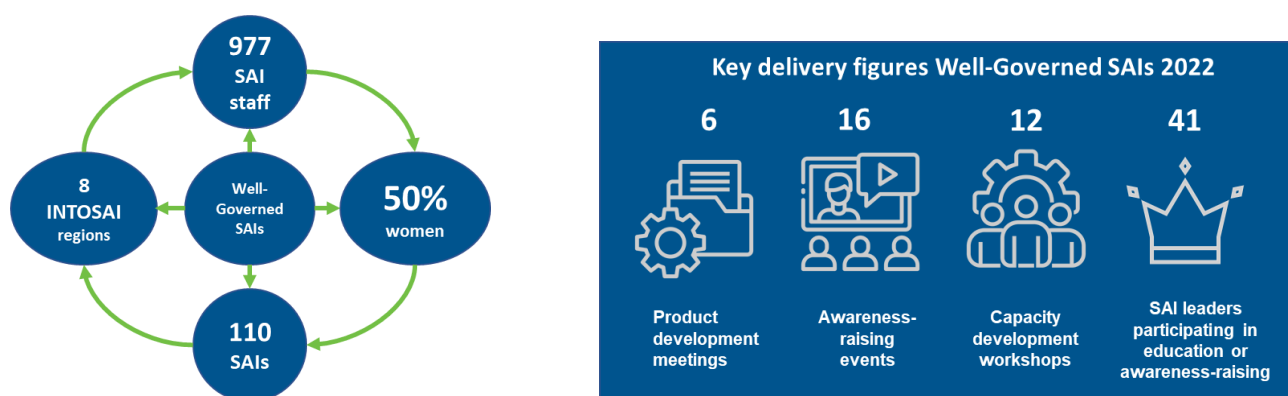 977
SAI
staff
8
INTOSAI
regions
Well-
Governed
SAIs
50%
women
110
SAIs
Key delivery figures Well-Governed SAIs 2022
6
16
12
41
Product
development
meetings
Awareness-
raising
events
Capacity
development
workshops
SAI leaders
participating in
education or
awareness-raising